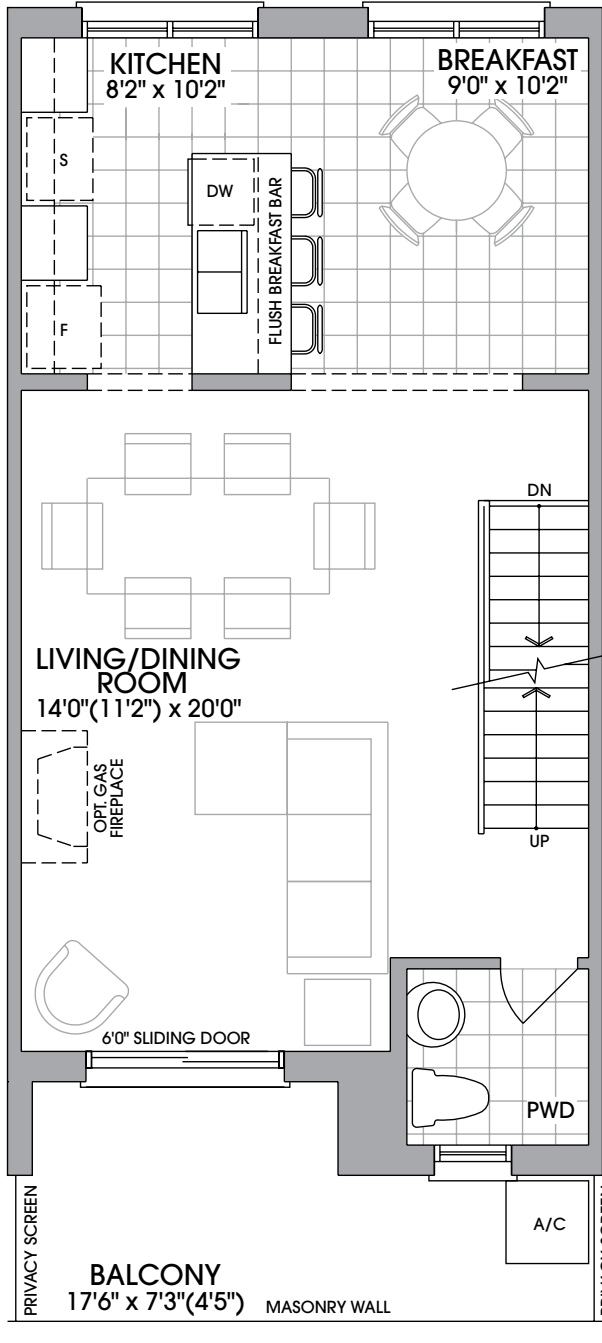 KITCHEN
8'2" x 10'2"
BREAKFAST
9'0" x 10'2"
S
DW
FLUSH BREAKFAST BAR
F
DN
LIVING/DINING
ROOM
14'0"(11'2") x 20'0"
OPT. GAS
FIREPLACE
UP
6'0" SLIDING DOOR
PWD
PRIVACY SCREEN
A/C
BALCONY
17'6" x 7'3"(4'5")
MASONRY WALL